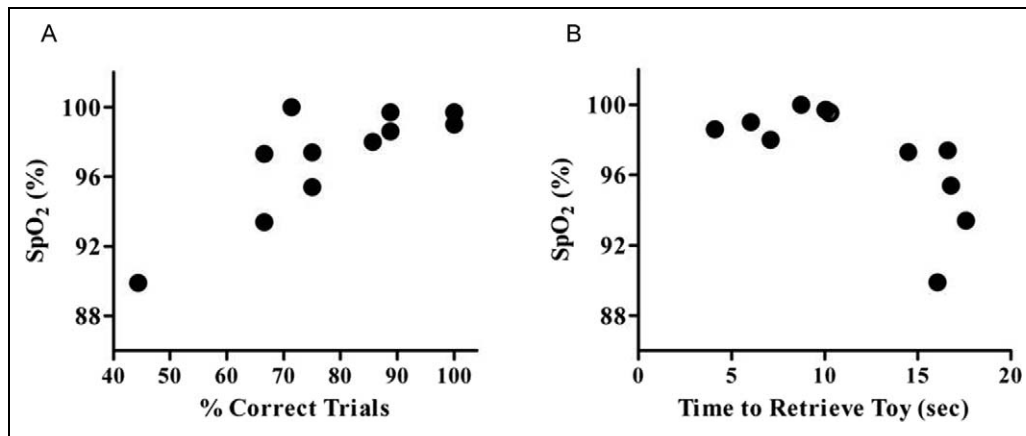 A
SpO₂ (%)
100
96
92
88
40 50 60 70 80 90 100
% Correct Trials
B
SpO₂ (%)
100
96
92
88
0 5 10 15 20
Time to Retrieve Toy (sec)